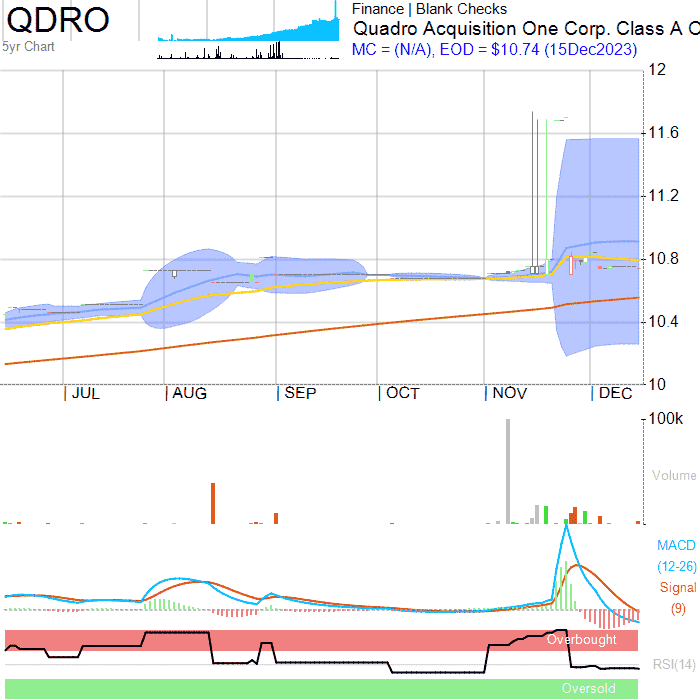 QDRO
5yr Chart
Finance | Blank Checks
Quadro Acquisition One Corp. Class A O
MC = (N/A), EOD = $10.74 (15Dec2023)
12
11.6
11.2
10.8
10.4
10
JUL AUG SEP OCT NOV DEC
100k
Volume
MACD
(12-26)
Signal
(9)
Overbought
RSI(14)
Oversold